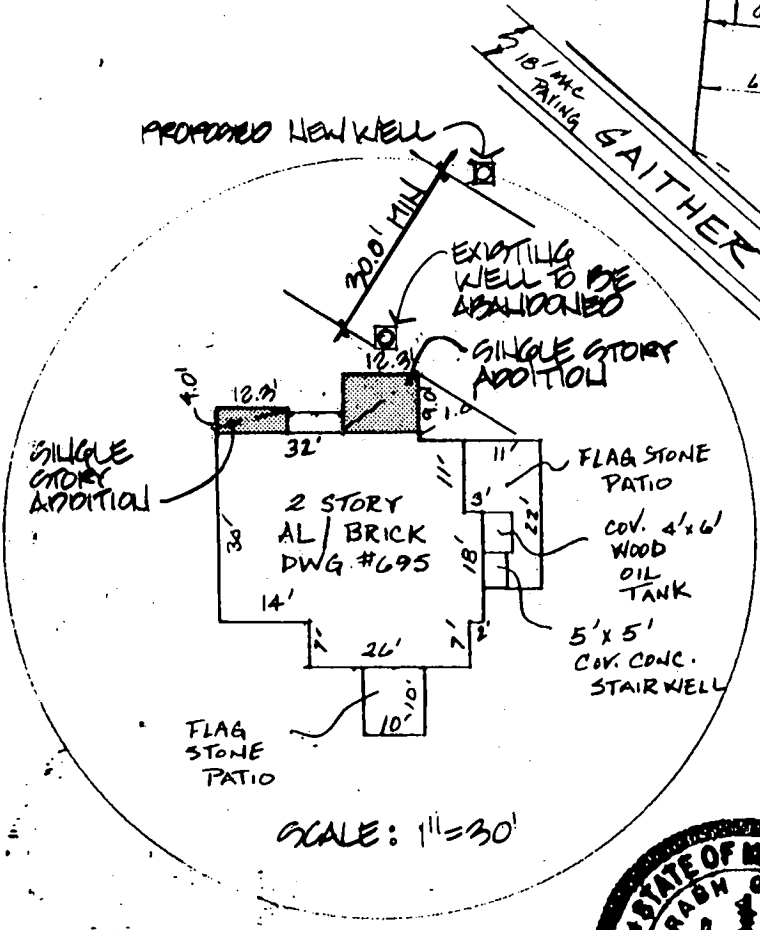 18' MAC
PAVING
GAITHER
6
PROPOSED NEW WELL
30.0' MIN
EXISTING
WELL TO BE
ABANDONED
12.3'
SINGLE STORY
ADDITION
9.0'
1.0'
4.0'
12.3'
32'
SINGLE
STORY
ADDITION
11'
11'
FLAG STONE
PATIO
2 STORY
AL/BRICK
DWG. #695
30'
3'
22'
18'
COV. 4'x6'
WOOD
OIL
TANK
14'
7'
26'
7'
2'
5'x5'
COV. CONC.
STAIRWELL
10'
10'
FLAG
STONE
PATIO
SCALE: 1"=30'
STATE OF M